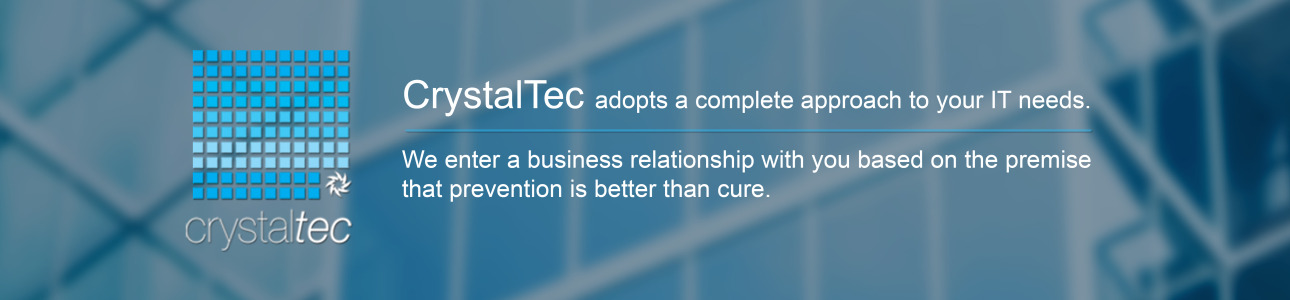 CrystalTec adopts a complete approach to your IT needs.
We enter a business relationship with you based on the premise
that prevention is better than cure.
crystaltec